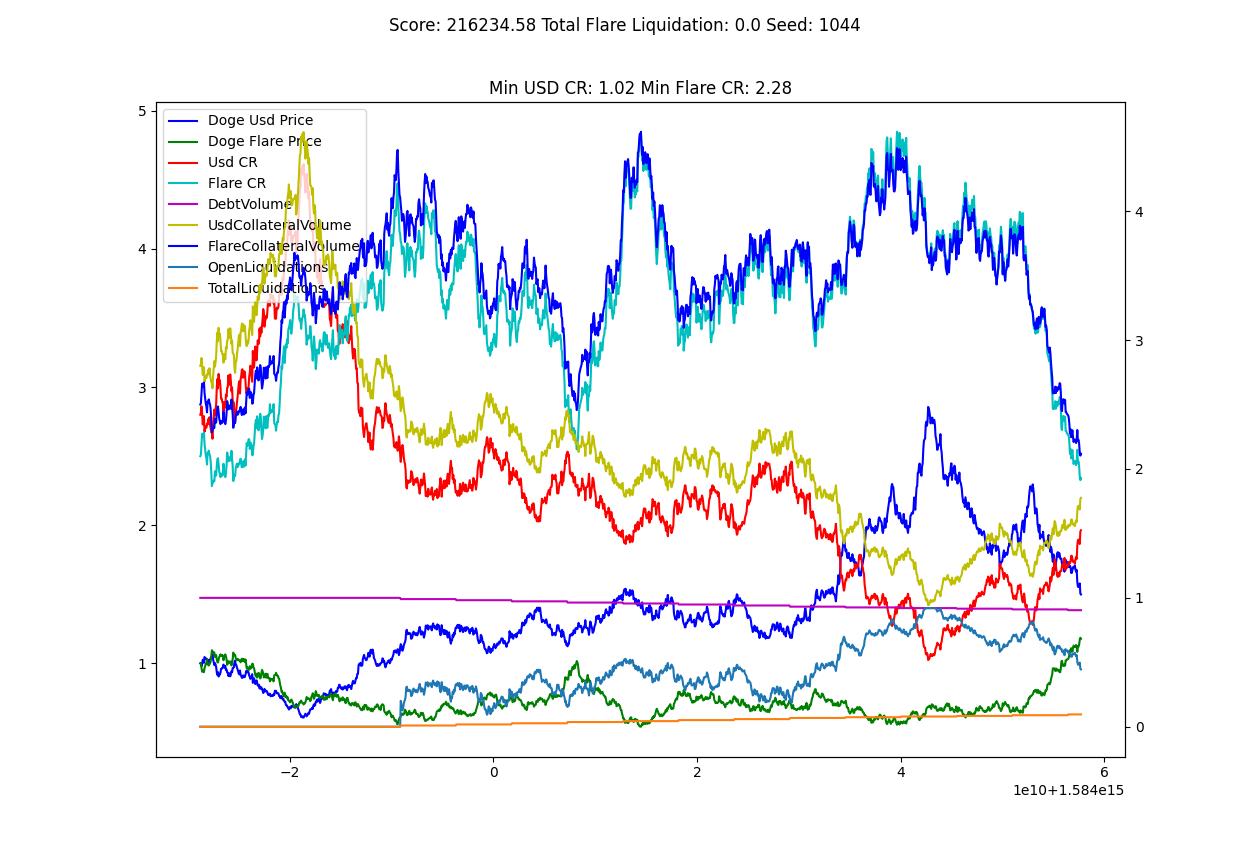 Score: 216234.58 Total Flare Liquidation: 0.0 Seed: 1044
Min USD CR: 1.02 Min Flare CR: 2.28
5
4
3
2
1
Doge Usd Price
Doge Flare Price
Usd CR
Flare CR
DebtVolume
UsdCollateralVolume
FlareCollateralVolume
OpenLiquidations
TotalLiquidations
4
3
2
1
0
−2
0
2
4
6
1e10+1.584e15